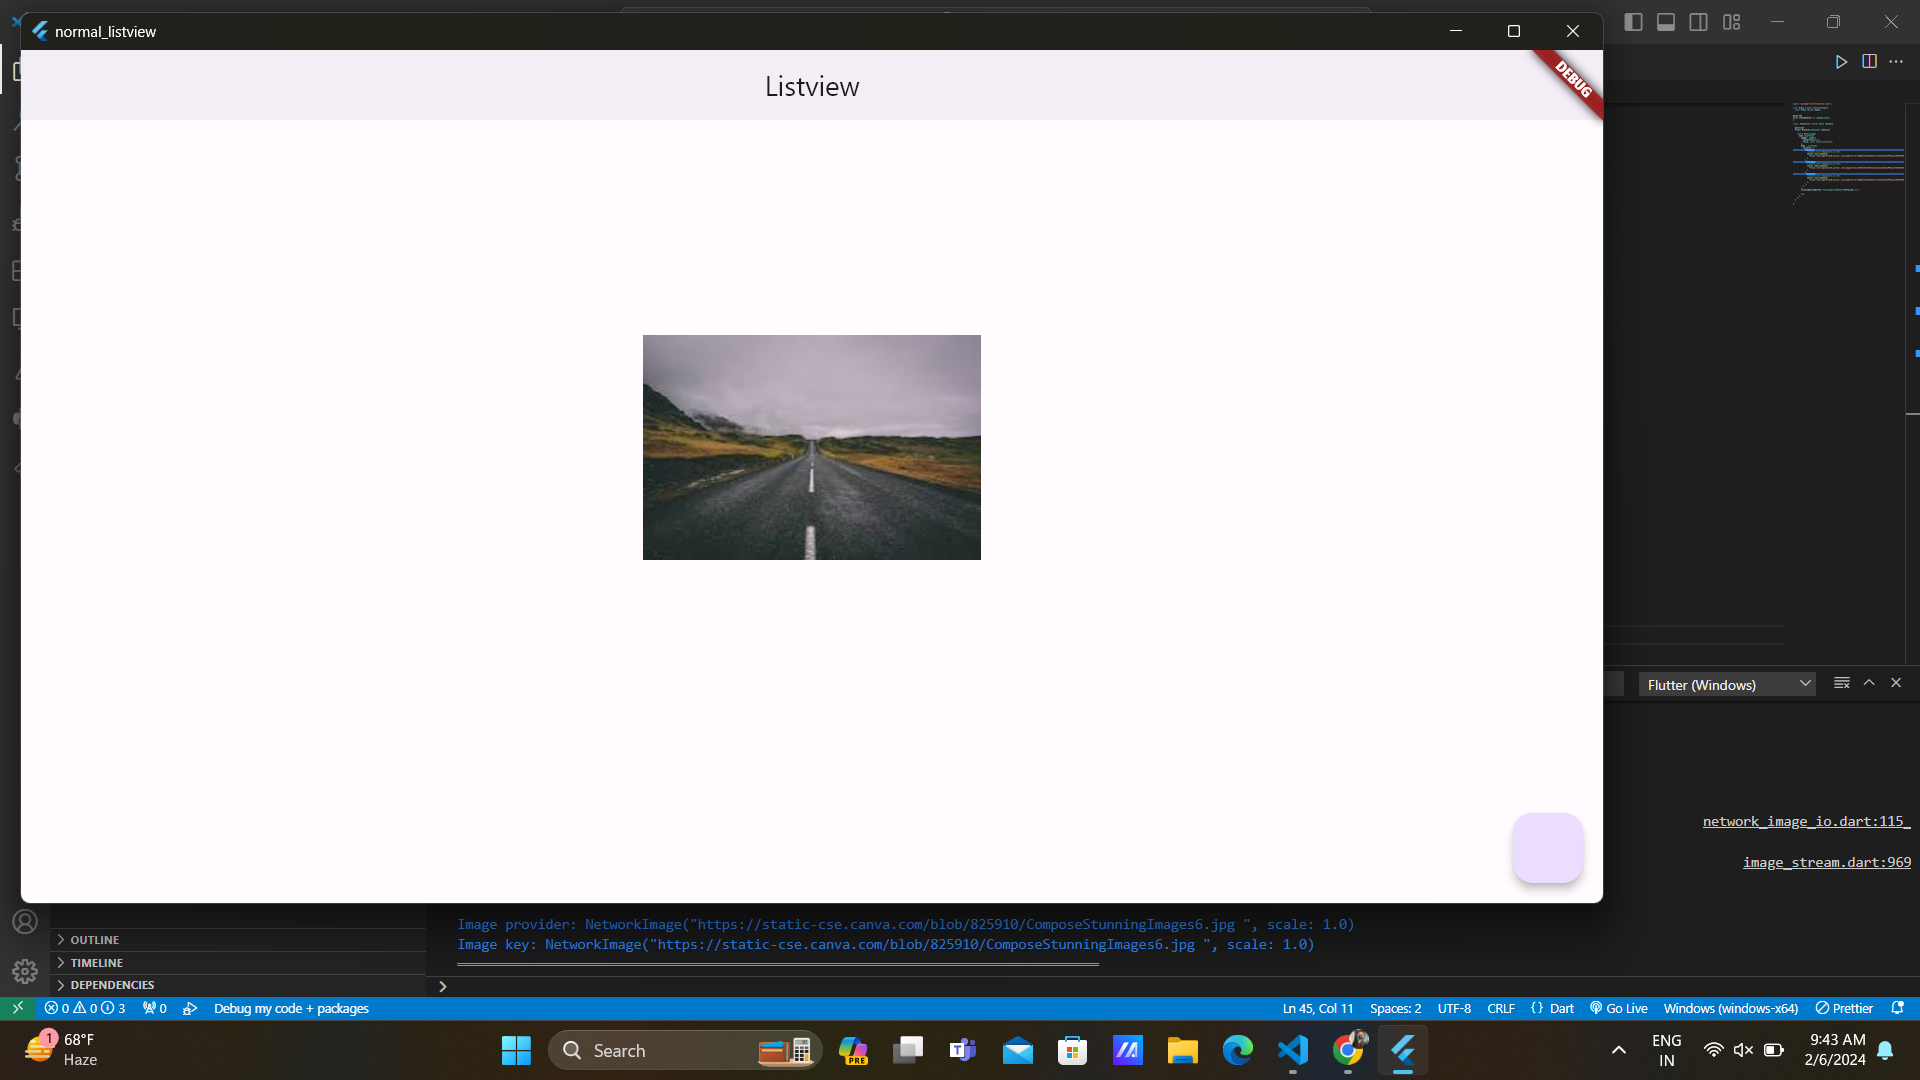 normal_listview
Listview
DEBUG
Flutter (Windows)
network_image_io.dart:115
image_stream.dart:969
Image provider: NetworkImage("https://static-cse.canva.com/blob/825910/ComposeStunningImages6.jpg ", scale: 1.0)
Image key: NetworkImage("https://static-cse.canva.com/blob/825910/ComposeStunningImages6.jpg ", scale: 1.0)
OUTLINE
TIMELINE
DEPENDENCIES
0 0 3 0 Debug my code + packages Ln 45, Col 11 Spaces: 2 UTF-8 CRLF {} Dart Go Live Windows (windows-x64) Prettier
1 68°F
Haze
Search
PRE
ENG
IN
9:43 AM
2/6/2024